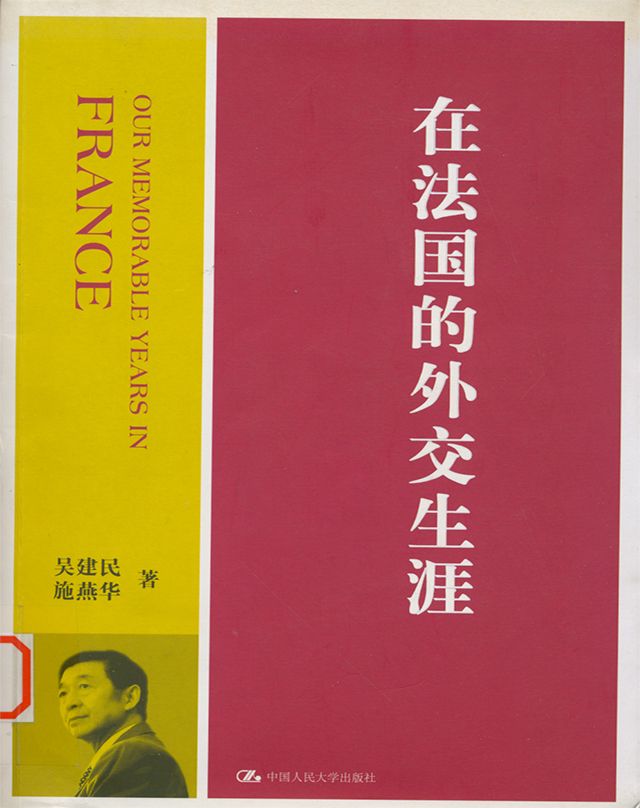 在法国的外交生涯
OUR MEMORABLE YEARS IN
FRANCE
吴建民
施燕华 著
中国人民大学出版社